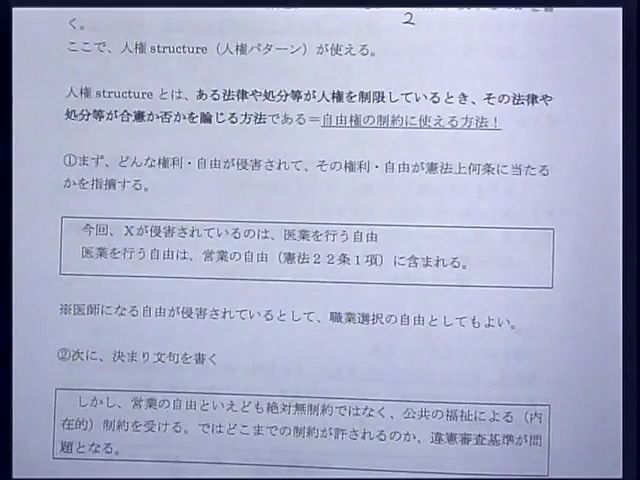 2
く。
ここで、人権 structure（人権パターン）が使える。
人権 structure とは、ある法律や処分等が人権を制限しているとき、その法律や
処分等が合憲か否かを論じる方法である＝自由権の制約に使える方法！
①まず、どんな権利・自由が侵害されて、その権利・自由が憲法上何条に当たる
かを指摘する。
今回、Ｘが侵害されているのは、医業を行う自由
医業を行う自由は、営業の自由（憲法２２条１項）に含まれる。
※医師になる自由が侵害されているとして、職業選択の自由としてもよい。
②次に、決まり文句を書く
しかし、営業の自由といえども絶対無制約ではなく、公共の福祉による（内
在的）制約を受ける。ではどこまでの制約が許されるのか、違憲審査基準が問
題となる。